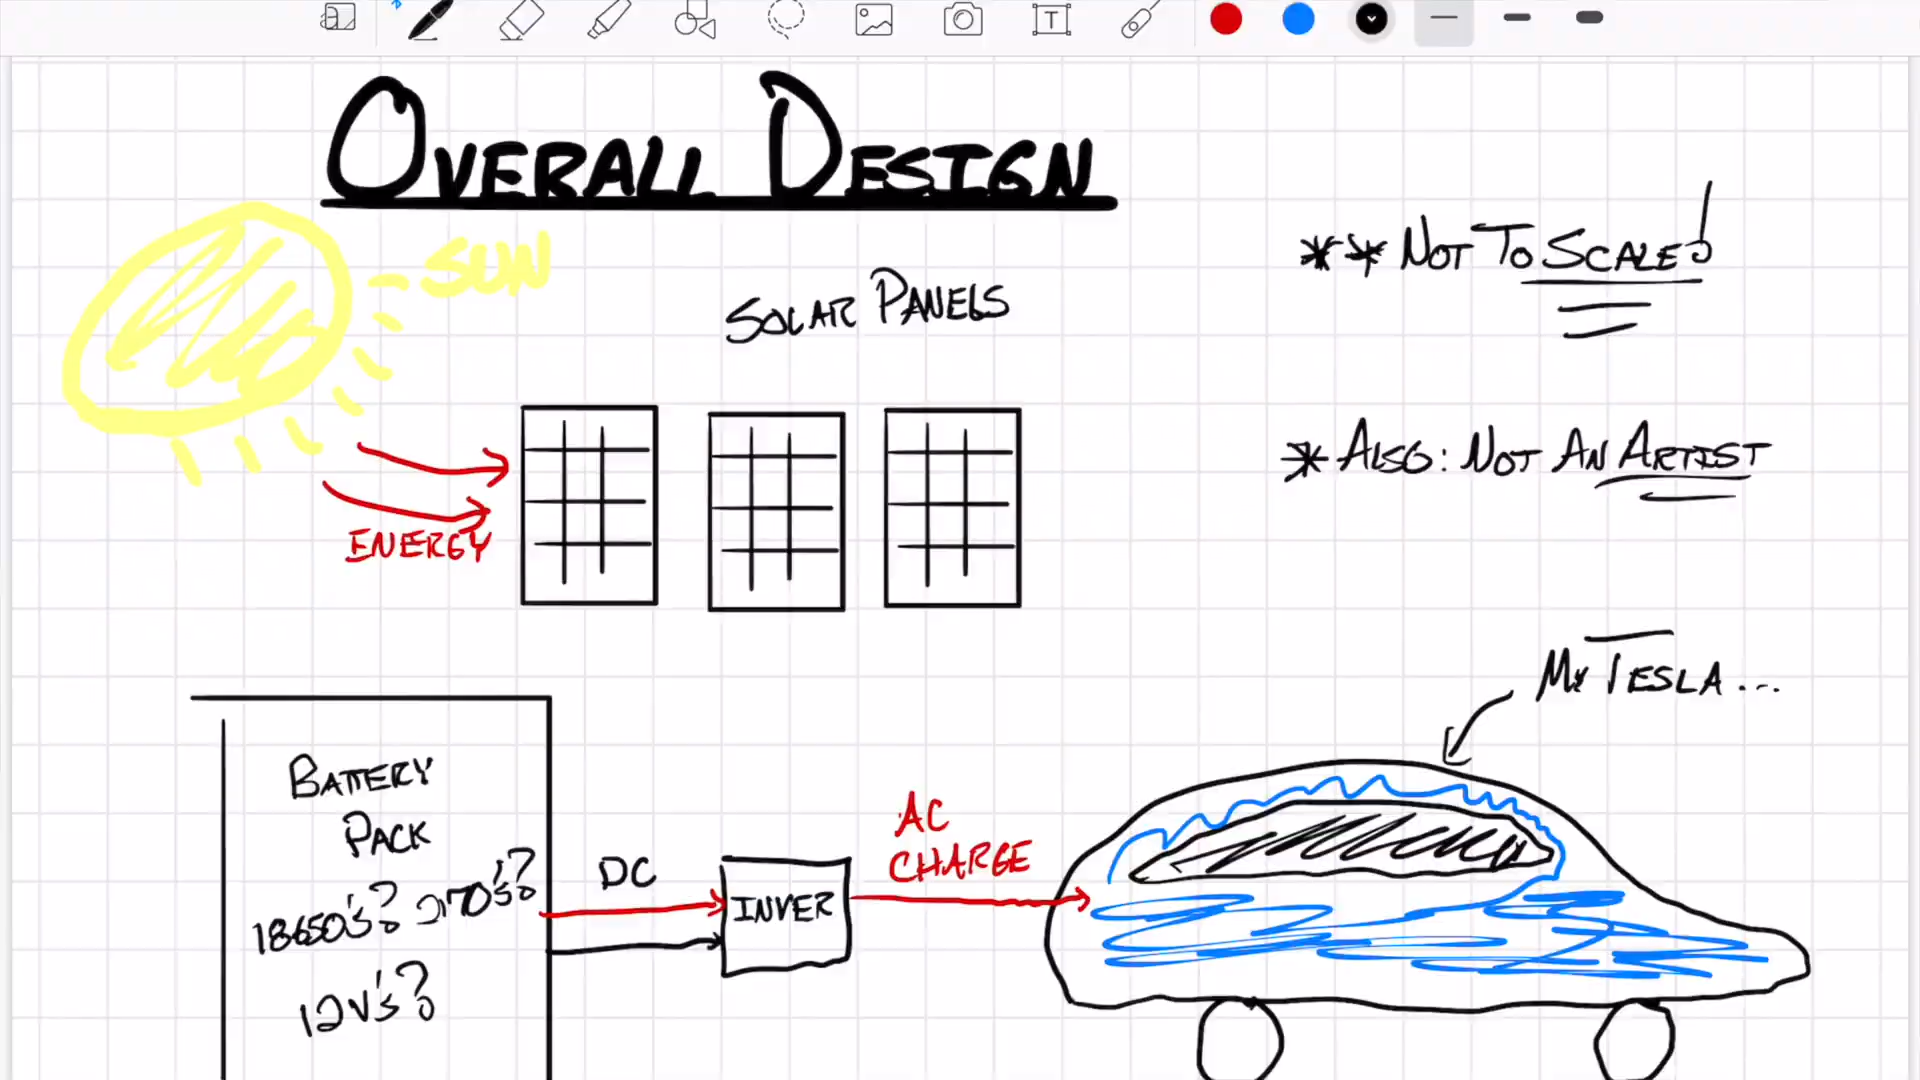 OVERALL DESIGN
SUN
** NOT TO SCALE!
SOLAR PANELS
* ALSO: NOT AN ARTIST
ENERGY
MY TESLA...
BATTERY
PACK
18650's? 2170's?
12V's?
DC
INVER
AC
CHARGE